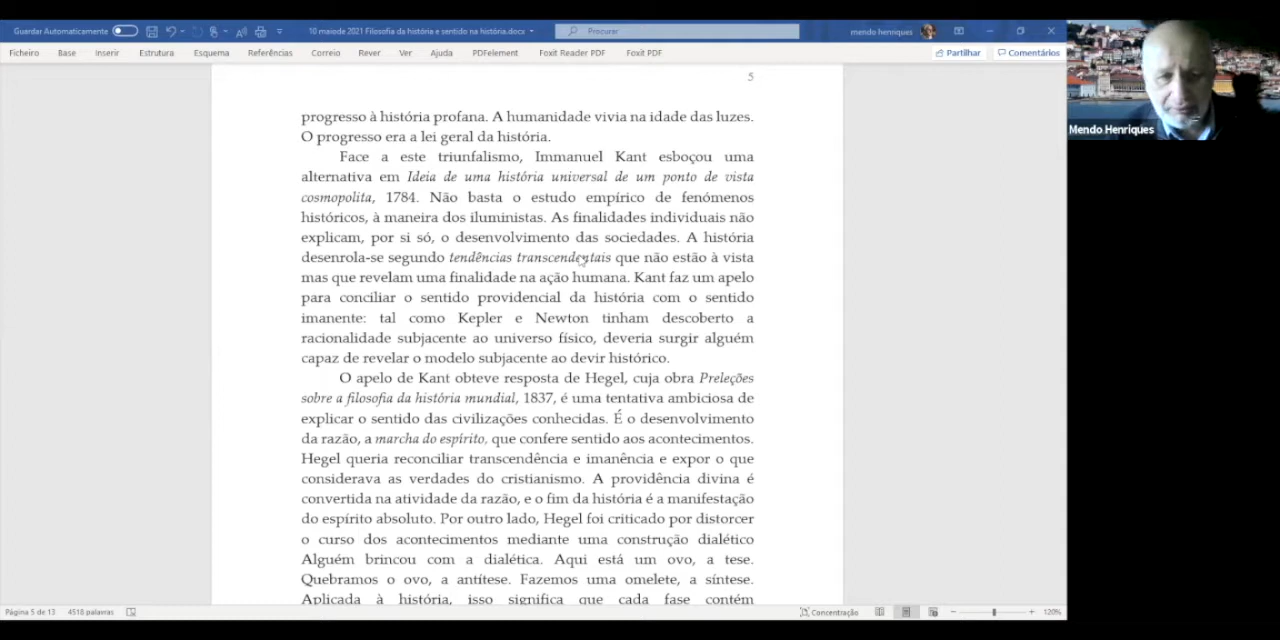 Guardar Automaticamente
10 maiode 2021 Filosofia da história e sentido na história.docx
Procurar
mendo henriques
Ficheiro Base Inserir Estrutura Esquema Referências Correio Rever Ver Ajuda PDFelement Foxit Reader PDF Foxit PDF
Partilhar Comentários
Mendo Henriques
5
progresso à história profana. A humanidade vivia na idade das luzes.
O progresso era a lei geral da história.
Face a este triunfalismo, Immanuel Kant esboçou uma
alternativa em Ideia de uma história universal de um ponto de vista
cosmopolita, 1784. Não basta o estudo empírico de fenómenos
históricos, à maneira dos iluministas. As finalidades individuais não
explicam, por si só, o desenvolvimento das sociedades. A história
desenrola-se segundo tendências transcendentais que não estão à vista
mas que revelam uma finalidade na ação humana. Kant faz um apelo
para conciliar o sentido providencial da história com o sentido
imanente: tal como Kepler e Newton tinham descoberto a
racionalidade subjacente ao universo físico, deveria surgir alguém
capaz de revelar o modelo subjacente ao devir histórico.
O apelo de Kant obteve resposta de Hegel, cuja obra Preleções
sobre a filosofia da história mundial, 1837, é uma tentativa ambiciosa de
explicar o sentido das civilizações conhecidas. É o desenvolvimento
da razão, a marcha do espírito, que confere sentido aos acontecimentos.
Hegel queria reconciliar transcendência e imanência e expor o que
considerava as verdades do cristianismo. A providência divina é
convertida na atividade da razão, e o fim da história é a manifestação
do espírito absoluto. Por outro lado, Hegel foi criticado por distorcer
o curso dos acontecimentos mediante uma construção dialético
Alguém brincou com a dialética. Aqui está um ovo, a tese.
Quebramos o ovo, a antítese. Fazemos uma omelete, a síntese.
Aplicada à história, isso significa que cada fase contém
Página 5 de 13 4518 palavras
Concentração
120%